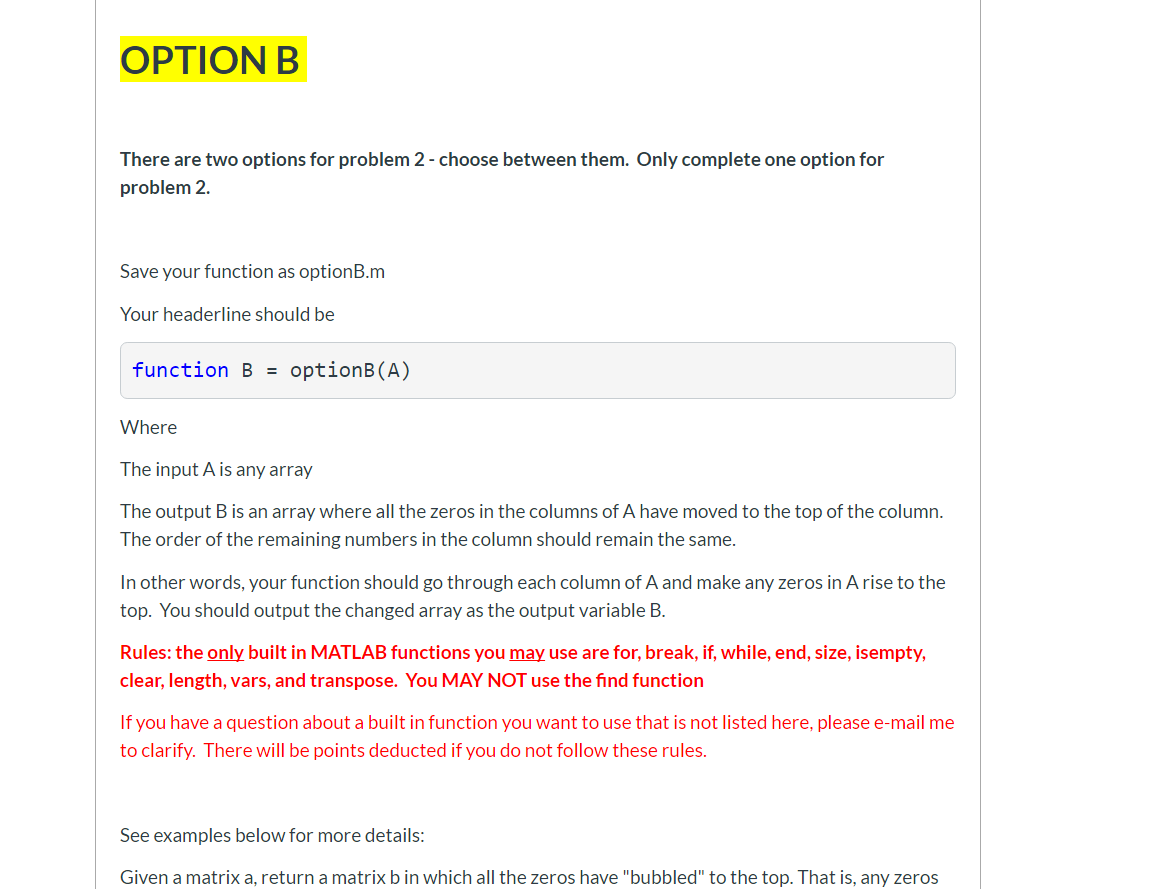 OPTION B
There are two options for problem 2 - choose between them.  Only complete one option for
problem 2.
Save your function as optionB.m
Your headerline should be
function B = optionB(A)
Where
The input A is any array
The output B is an array where all the zeros in the columns of A have moved to the top of the column.
The order of the remaining numbers in the column should remain the same.
In other words, your function should go through each column of A and make any zeros in A rise to the
top.  You should output the changed array as the output variable B.
Rules: the only built in MATLAB functions you may use are for, break, if, while, end, size, isempty,
clear, length, vars, and transpose.  You MAY NOT use the find function
If you have a question about a built in function you want to use that is not listed here, please e-mail me
to clarify.  There will be points deducted if you do not follow these rules.
See examples below for more details:
Given a matrix a, return a matrix b in which all the zeros have "bubbled" to the top. That is, any zeros